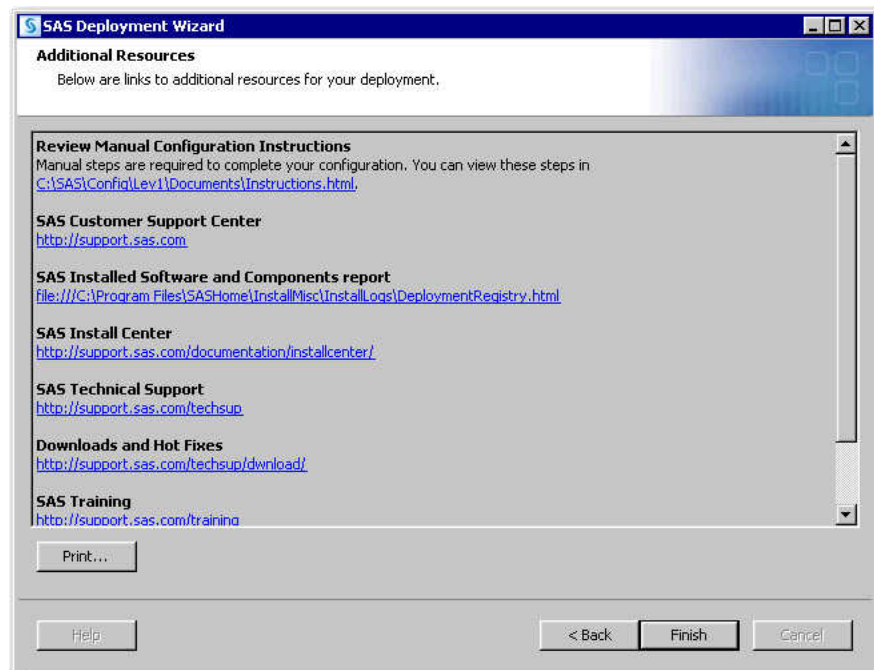 SAS Deployment Wizard
Additional Resources
Below are links to additional resources for your deployment.
Review Manual Configuration Instructions
Manual steps are required to complete your configuration. You can view these steps in
C:\SAS\Config\Lev1\Documents\Instructions.html.
SAS Customer Support Center
http://support.sas.com
SAS Installed Software and Components report
file:///C:\Program Files\SASHome\InstallMisc\InstallLogs\DeploymentRegistry.html
SAS Install Center
http://support.sas.com/documentation/installcenter/
SAS Technical Support
http://support.sas.com/techsup
Downloads and Hot Fixes
http://support.sas.com/techsup/dwnload/
SAS Training
http://support.sas.com/training
Print...
Help
< Back
Finish
Cancel